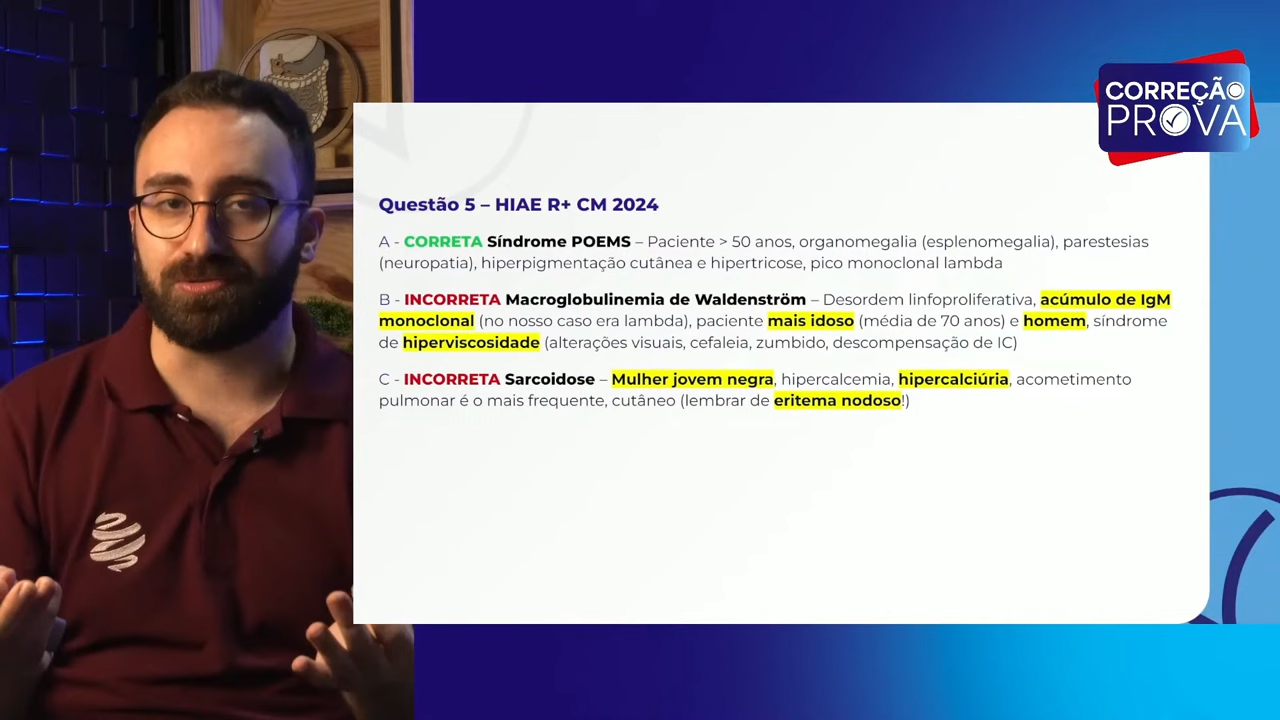 CORREÇÃO
PROVA
Questão 5 – HIAE R+ CM 2024
A - CORRETA Síndrome POEMS – Paciente > 50 anos, organomegalia (esplenomegalia), parestesias
(neuropatia), hiperpigmentação cutânea e hipertricose, pico monoclonal lambda
B - INCORRETA Macroglobulinemia de Waldenström – Desordem linfoproliferativa, acúmulo de IgM
monoclonal (no nosso caso era lambda), paciente mais idoso (média de 70 anos) e homem, síndrome
de hiperviscosidade (alterações visuais, cefaleia, zumbido, descompensação de IC)
C - INCORRETA Sarcoidose – Mulher jovem negra, hipercalcemia, hipercalciúria, acometimento
pulmonar é o mais frequente, cutâneo (lembrar de eritema nodoso!)